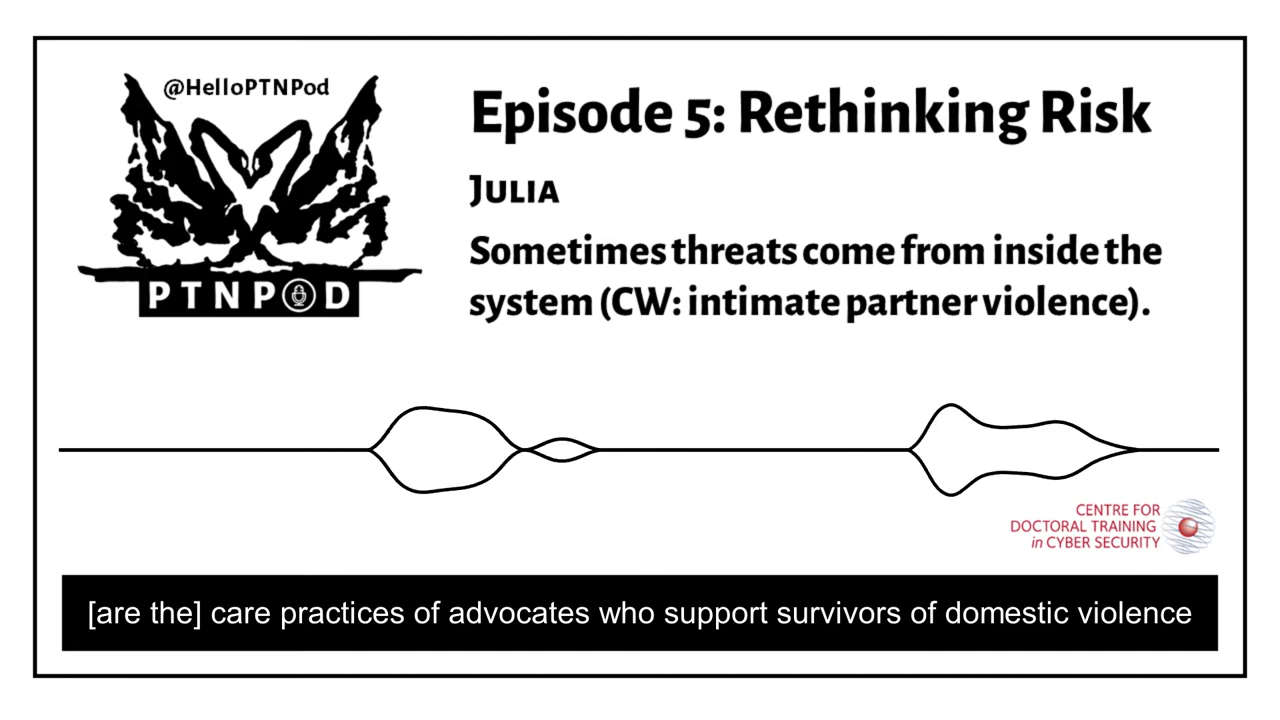 @HelloPTNPod
PTNPOD
Episode 5: Rethinking Risk
Julia
Sometimes threats come from inside the
system (CW: intimate partner violence).
CENTRE FOR
DOCTORAL TRAINING
in CYBER SECURITY
[are the] care practices of advocates who support survivors of domestic violence